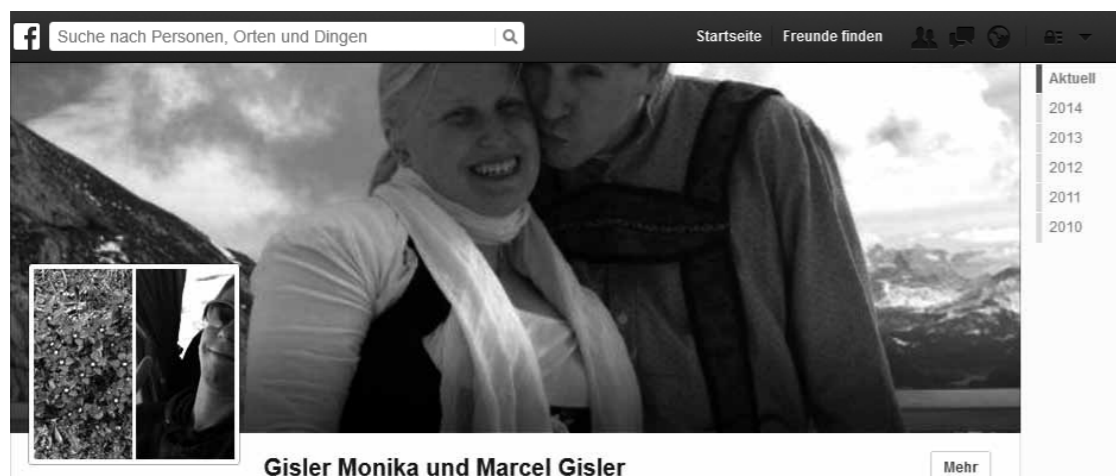 f Suche nach Personen, Orten und Dingen
Startseite Freunde finden
Aktuell
2014
2013
2012
2011
2010
Gisler Monika und Marcel Gisler
Mehr